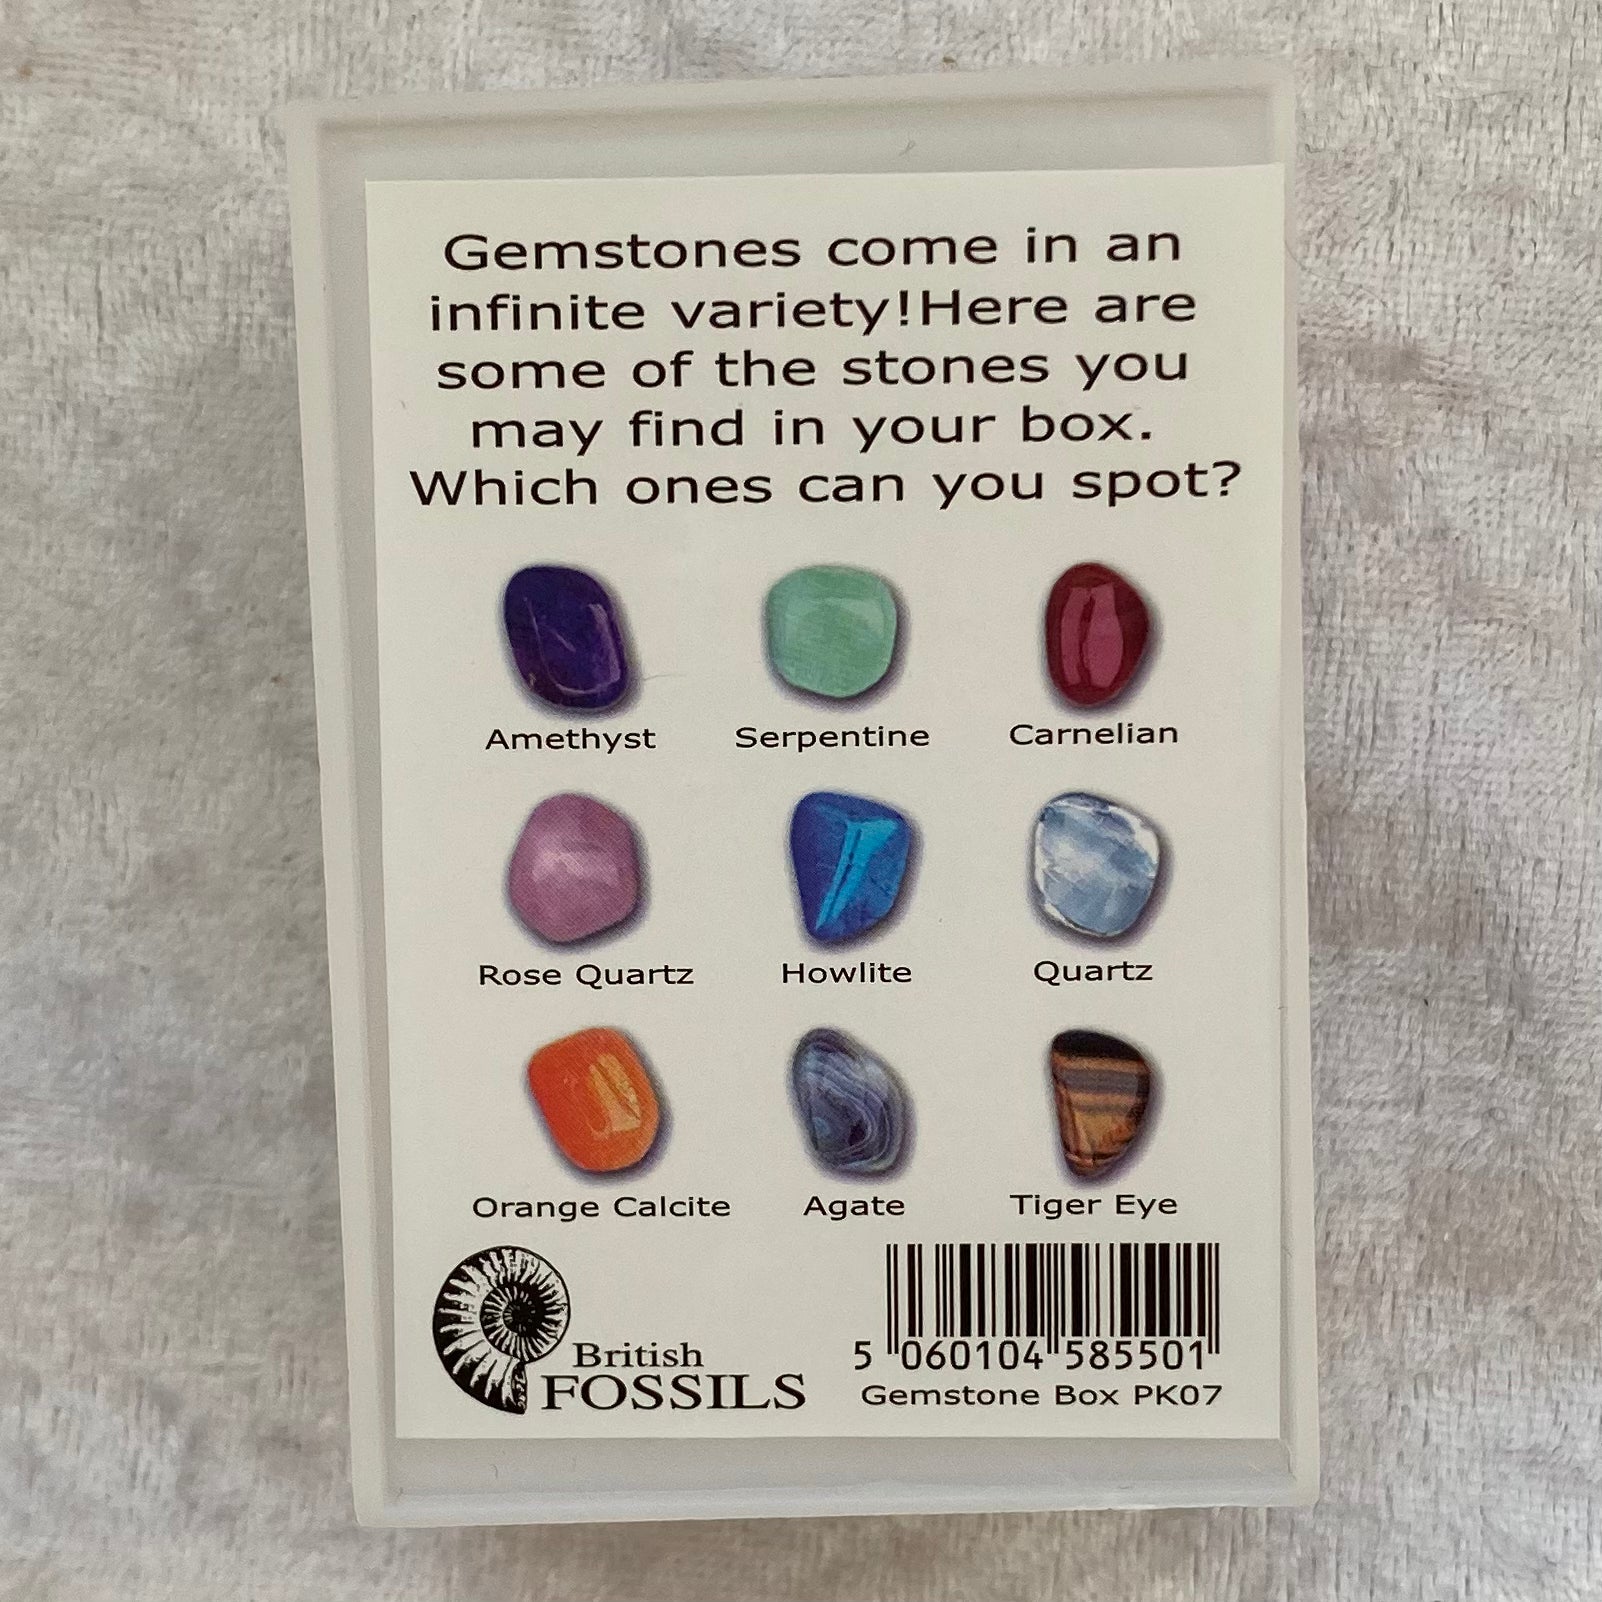 Gemstones come in an
infinite variety!Here are
some of the stones you
may find in your box.
Which ones can you spot?
Amethyst Serpentine Carnelian
Rose Quartz Howlite Quartz
Orange Calcite Agate Tiger Eye
British
FOSSILS
5 060104 585501
Gemstone Box PK07